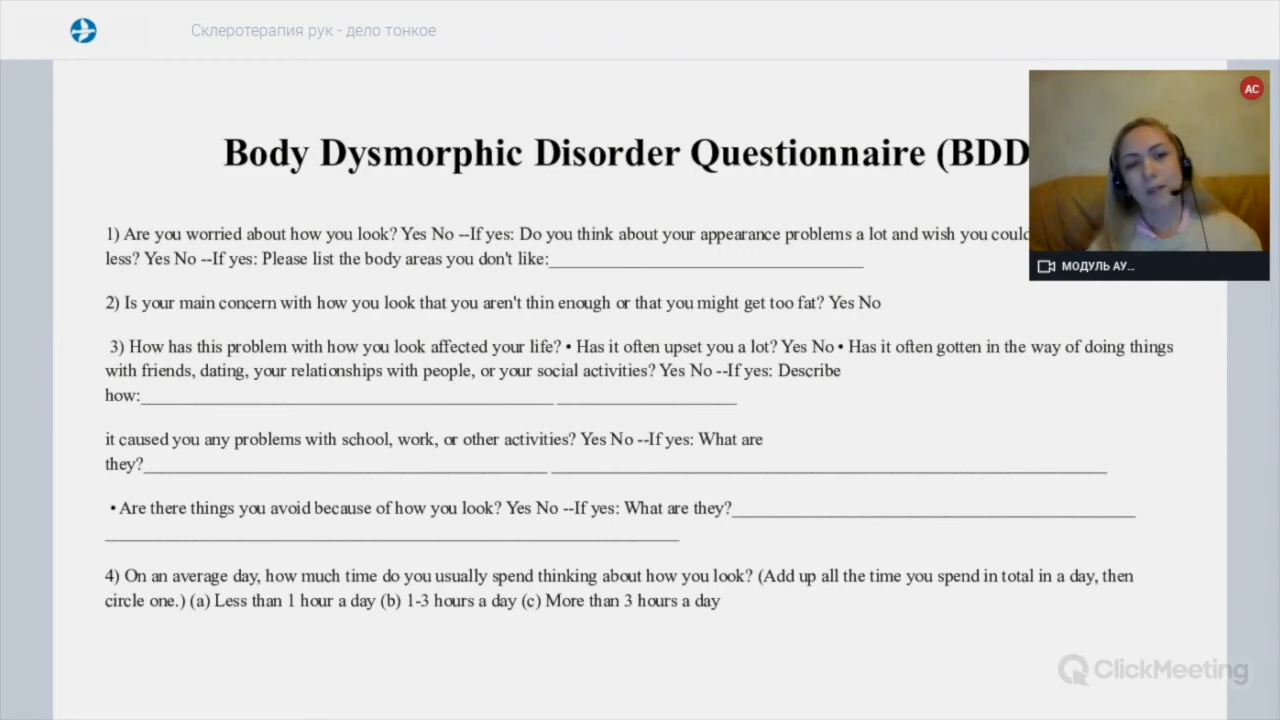 Склеротерапия рук - дело тонкое
AC
МОДУЛЬ АУ...
Body Dysmorphic Disorder Questionnaire (BDD
1) Are you worried about how you look? Yes No --If yes: Do you think about your appearance problems a lot and wish you could
less? Yes No --If yes: Please list the body areas you don't like:___________________________________
2) Is your main concern with how you look that you aren't thin enough or that you might get too fat? Yes No
3) How has this problem with how you look affected your life? • Has it often upset you a lot? Yes No • Has it often gotten in the way of doing things
with friends, dating, your relationships with people, or your social activities? Yes No --If yes: Describe
how:______________________________________________ ____________________
it caused you any problems with school, work, or other activities? Yes No --If yes: What are
they?_____________________________________________ ______________________________________________________________
• Are there things you avoid because of how you look? Yes No --If yes: What are they?_____________________________________________
________________________________________________________________
4) On an average day, how much time do you usually spend thinking about how you look? (Add up all the time you spend in total in a day, then
circle one.) (a) Less than 1 hour a day (b) 1-3 hours a day (c) More than 3 hours a day
ClickMeeting